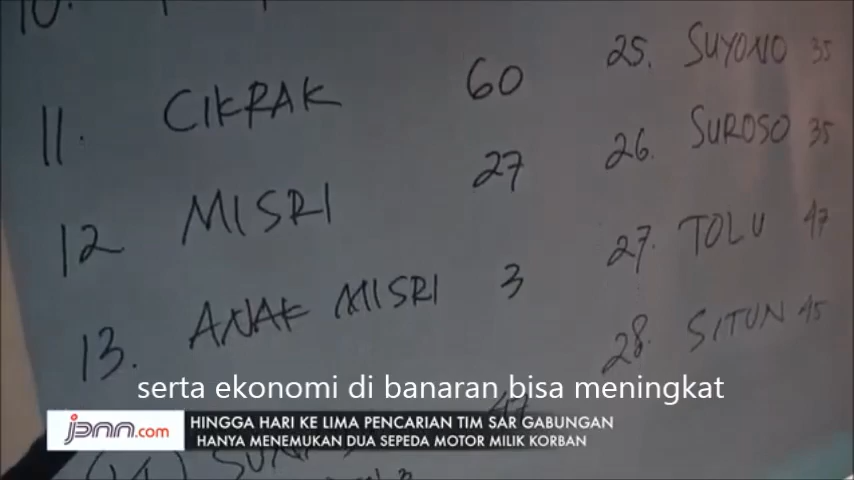 10.
11. CIKRAK 60
12 MISRI 27
13. ANAK MISRI 3
25. SUYONO 35
26. SUROSO 35
27. TOLU 47
28. SITUN 45
serta ekonomi di banaran bisa meningkat
jpnn.com
HINGGA HARI KE LIMA PENCARIAN TIM SAR GABUNGAN
HANYA MENEMUKAN DUA SEPEDA MOTOR MILIK KORBAN